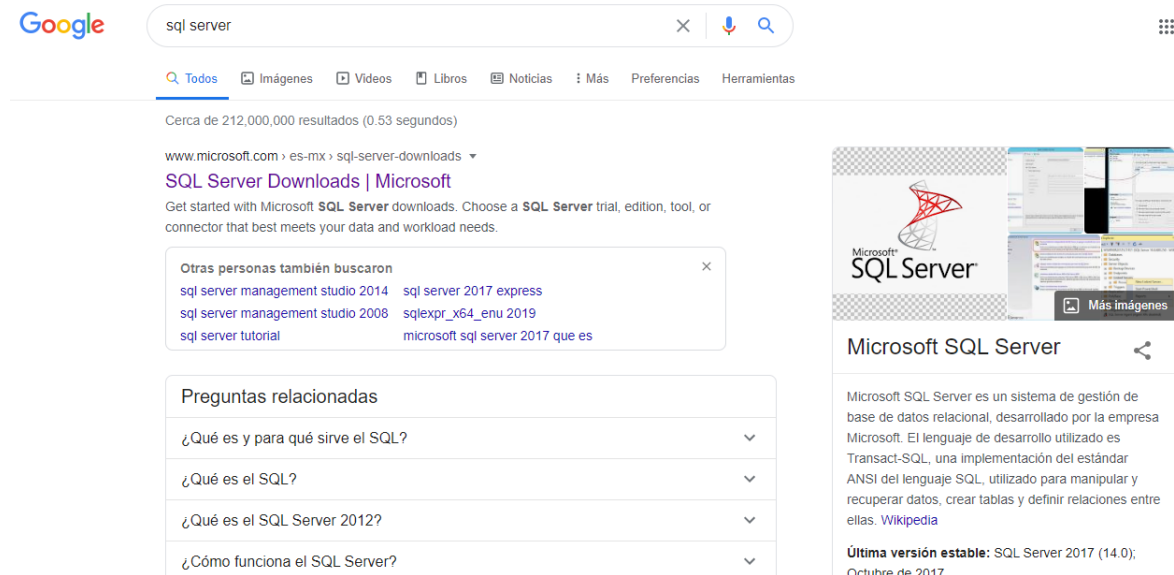 Google
sql server
Todos
Imágenes
Videos
Libros
Noticias
Más
Preferencias
Herramientas
Cerca de 212,000,000 resultados (0.53 segundos)
www.microsoft.com › es-mx › sql-server-downloads
SQL Server Downloads | Microsoft
Get started with Microsoft SQL Server downloads. Choose a SQL Server trial, edition, tool, or
connector that best meets your data and workload needs.
Otras personas también buscaron
sql server management studio 2014
sql server 2017 express
sql server management studio 2008
sqlexpr_x64_enu 2019
sql server tutorial
microsoft sql server 2017 que es
Preguntas relacionadas
¿Qué es y para qué sirve el SQL?
¿Qué es el SQL?
¿Qué es el SQL Server 2012?
¿Cómo funciona el SQL Server?
Microsoft®
SQL Server®
Más imágenes
Microsoft SQL Server
Microsoft SQL Server es un sistema de gestión de
base de datos relacional, desarrollado por la empresa
Microsoft. El lenguaje de desarrollo utilizado es
Transact-SQL, una implementación del estándar
ANSI del lenguaje SQL, utilizado para manipular y
recuperar datos, crear tablas y definir relaciones entre
ellas. Wikipedia
Última versión estable: SQL Server 2017 (14.0);
Octubre de 2017